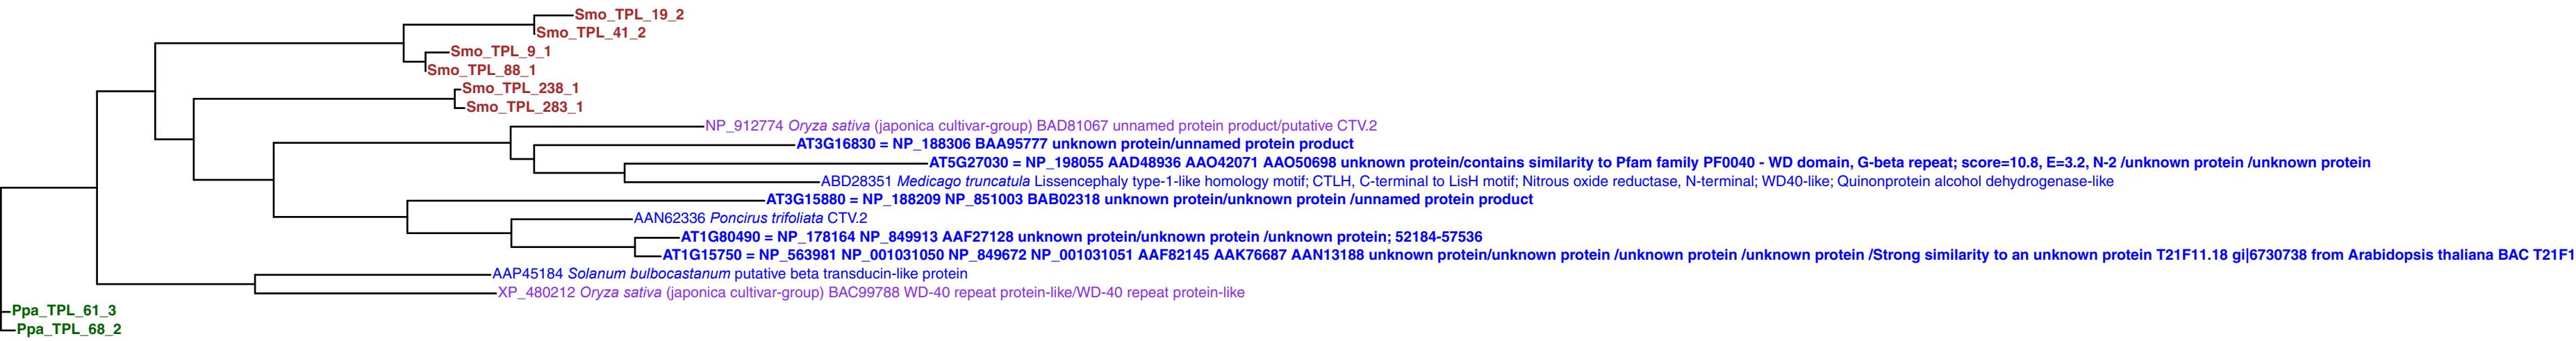 Smo_TPL_19_2
Smo_TPL_41_2
Smo_TPL_9_1
Smo_TPL_88_1
Smo_TPL_238_1
Smo_TPL_283_1
NP_912774 Oryza sativa (japonica cultivar-group) BAD81067 unnamed protein product/putative CTV.2
AT3G16830 = NP_188306 BAA95777 unknown protein/unnamed protein product
AT5G27030 = NP_198055 AAD48936 AAO42071 AAO50698 unknown protein/contains similarity to Pfam family PF0040 - WD domain, G-beta repeat; score=10.8, E=3.2, N-2 /unknown protein /unknown protein
ABD28351 Medicago truncatula Lissencephaly type-1-like homology motif; CTLH, C-terminal to LisH motif; Nitrous oxide reductase, N-terminal; WD40-like; Quinonprotein alcohol dehydrogenase-like
AT3G15880 = NP_188209 NP_851003 BAB02318 unknown protein/unknown protein /unnamed protein product
AAN62336 Poncirus trifoliata CTV.2
AT1G80490 = NP_178164 NP_849913 AAF27128 unknown protein/unknown protein /unknown protein; 52184-57536
AT1G15750 = NP_563981 NP_001031050 NP_849672 NP_001031051 AAF82145 AAK76687 AAN13188 unknown protein/unknown protein /unknown protein /unknown protein /unknown protein /Strong similarity to an unknown protein T21F11.18 gi|6730738 from Arabidopsis thaliana BAC T21F1
AAP45184 Solanum bulbocastanum putative beta transducin-like protein
XP_480212 Oryza sativa (japonica cultivar-group) BAC99788 WD-40 repeat protein-like/WD-40 repeat protein-like
Ppa_TPL_61_3
Ppa_TPL_68_2